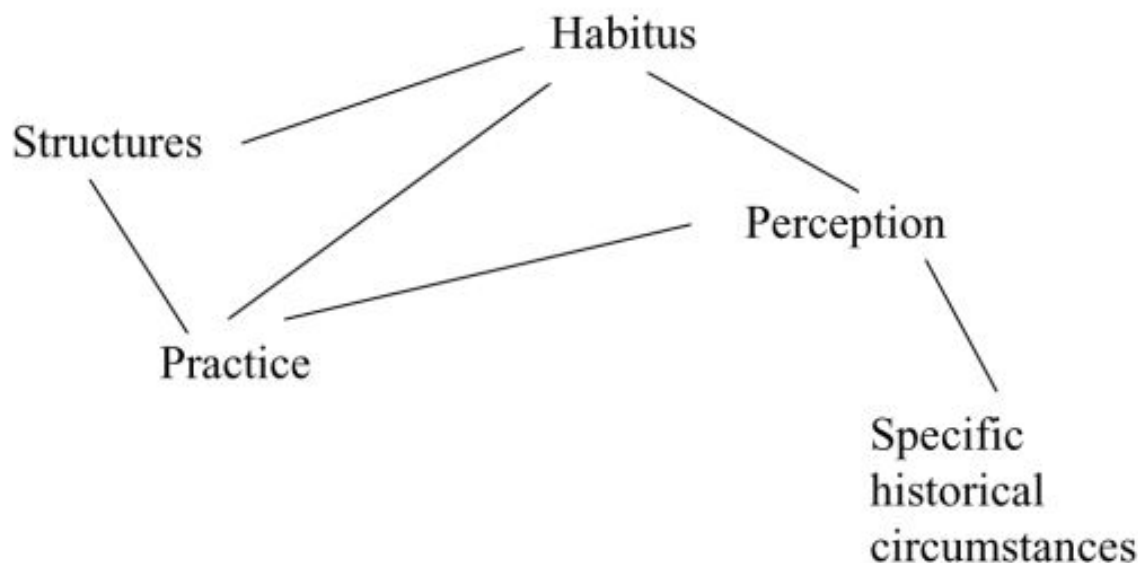 Habitus
Structures
Perception
Practice
Specific
historical
circumstances